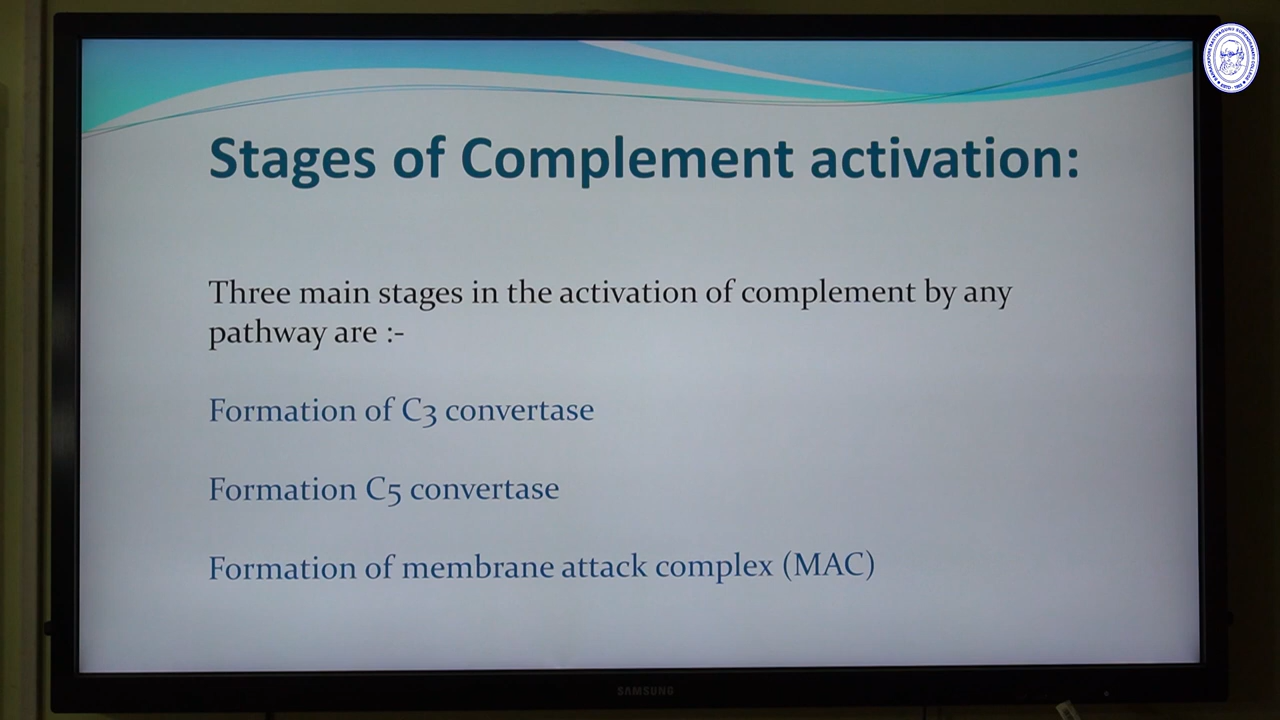 Stages of Complement activation:
Three main stages in the activation of complement by any
pathway are :-
Formation of C3 convertase
Formation C5 convertase
Formation of membrane attack complex (MAC)
SAMSUNG